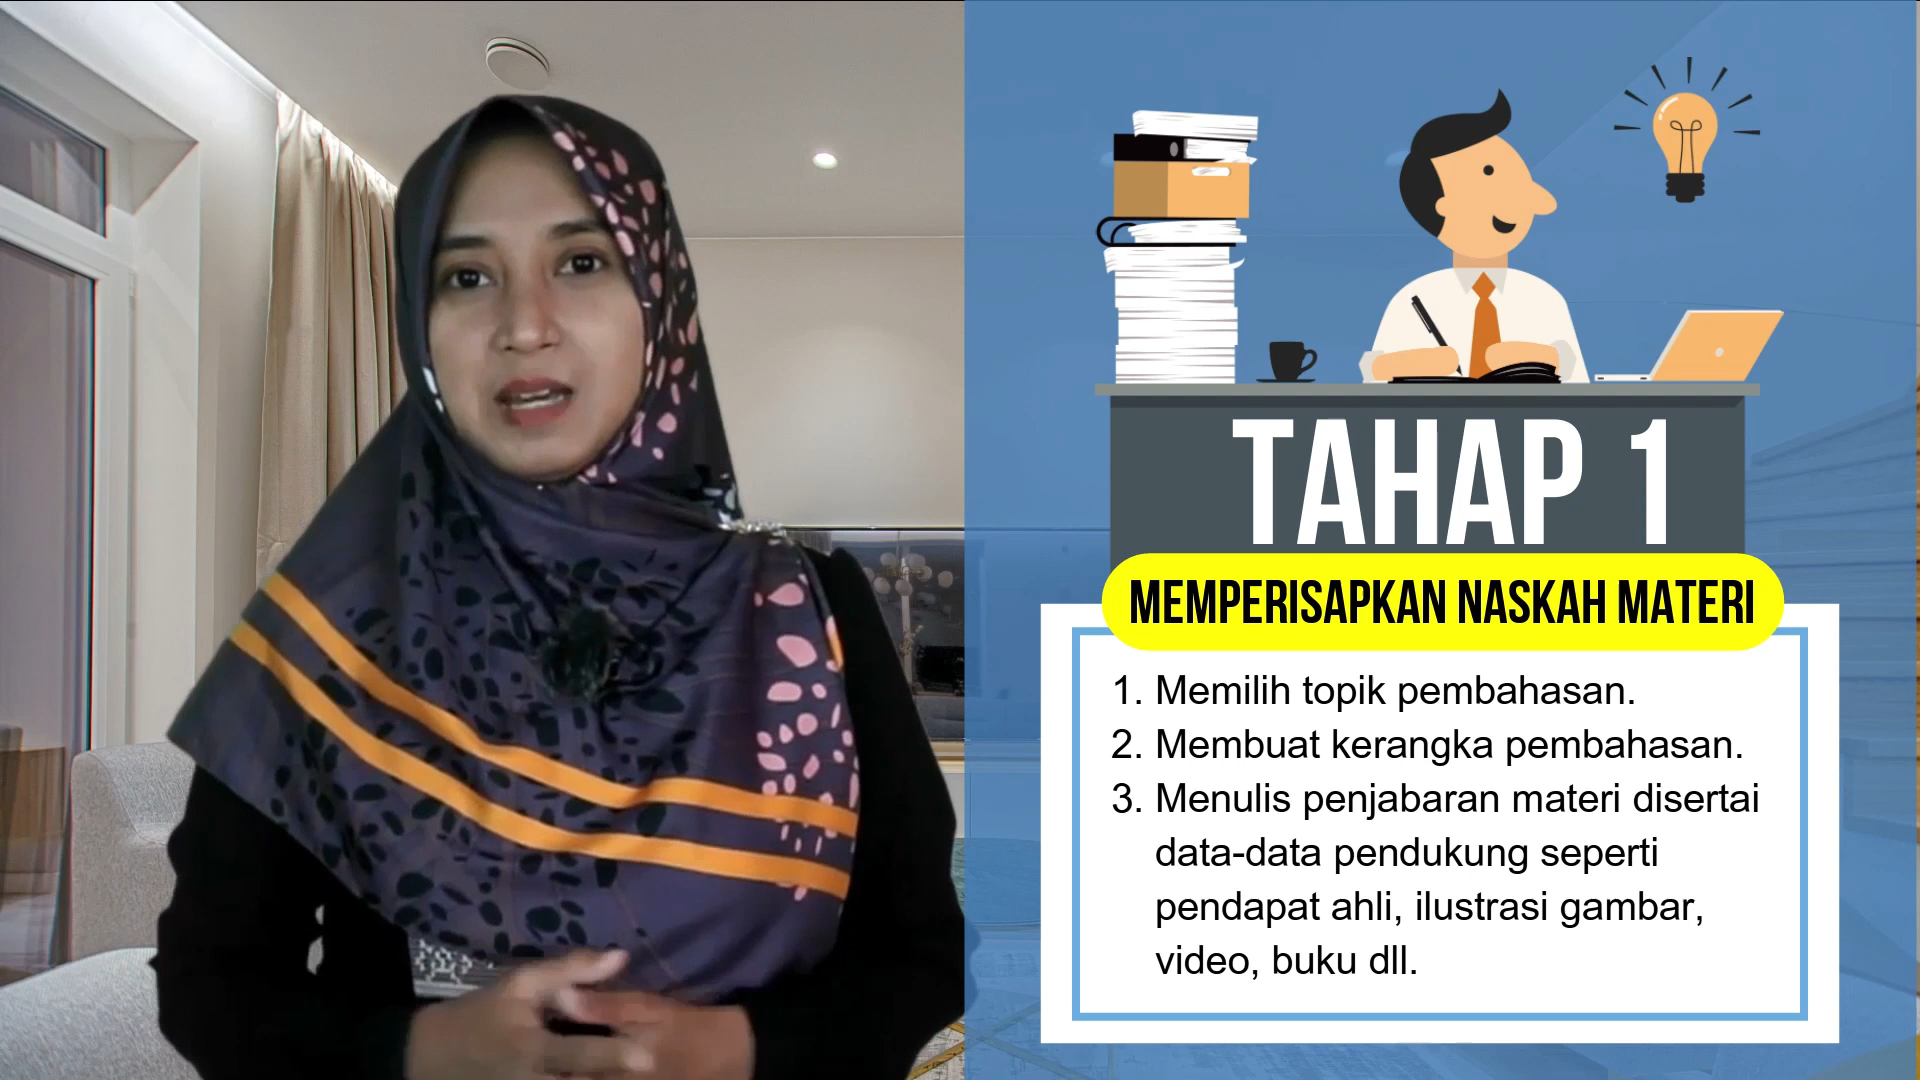 TAHAP 1
MEMPERISAPKAN NASKAH MATERI
1. Memilih topik pembahasan.
2. Membuat kerangka pembahasan.
3. Menulis penjabaran materi disertai
data-data pendukung seperti
pendapat ahli, ilustrasi gambar,
video, buku dll.